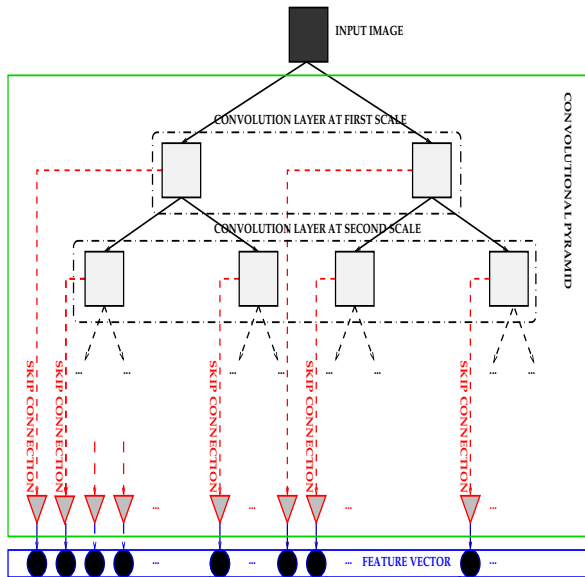 INPUT IMAGE
CONVOLUTIONAL PYRAMID
CONVOLUTION LAYER AT FIRST SCALE
CONVOLUTION LAYER AT SECOND SCALE
... ... ... ... ... ... ... ...
SKIP CONNECTION
SKIP CONNECTION
SKIP CONNECTION
SKIP CONNECTION
SKIP CONNECTION
... ... ... ...
... ... ... ...
FEATURE VECTOR